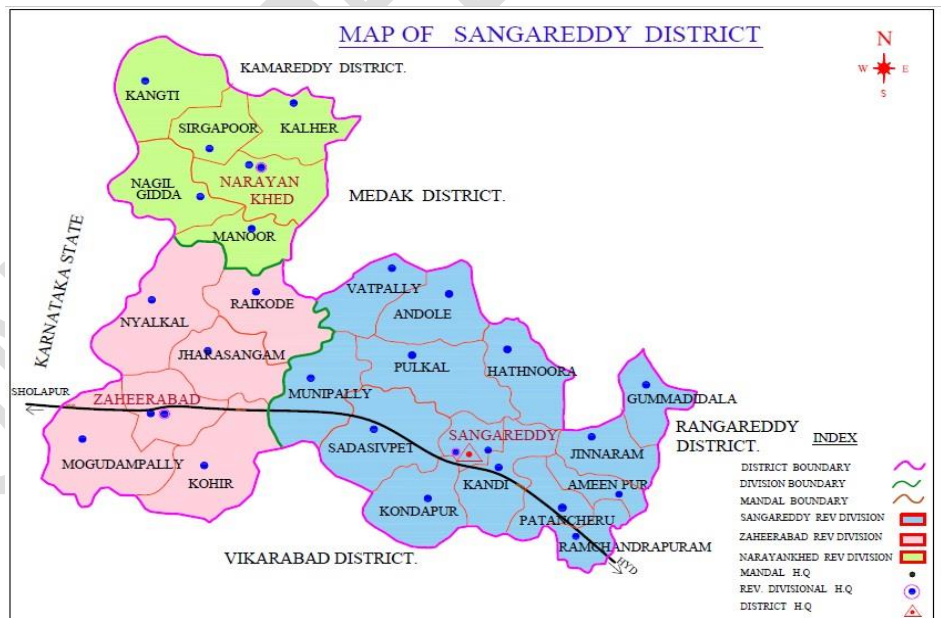 MAP OF SANGAREDDY DISTRICT
N
W E
S
KAMAREDDY DISTRICT.
KANGTI
SIRGAPOOR
KALHER
NAGIL
GIDDA
NARAYAN
KHED
MEDAK DISTRICT.
MANOOR
KARNATAKA STATE
NYALKAL
RAIKODE
VATPALLY
ANDOLE
JHARASANGAM
PULKAL
HATHNOORA
SHOLAPUR
ZAHEERABAD
MUNIPALLY
GUMMADIDALA
SADASIVPET
SANGAREDDY
RANGAREDDY
DISTRICT.
JINNARAM
MOGUDAMPALLY
KOHIR
KANDI
AMEEN PUR
KONDAPUR
PATANCHERU
RAMCHANDRAPURAM
VIKARABAD DISTRICT.
HYD
INDEX
DISTRICT BOUNDARY
DIVISION BOUNDARY
MANDAL BOUNDARY
SANGAREDDY REV DIVISION
ZAHEERABAD REV DIVISION
NARAYANKHED REV DIVISION
MANDAL H.Q
REV. DIVISIONAL H.Q
DISTRICT H.Q